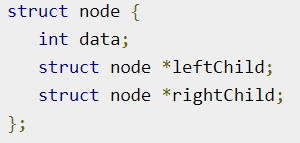 struct node {
   int data;
   struct node *leftChild;
   struct node *rightChild;
};